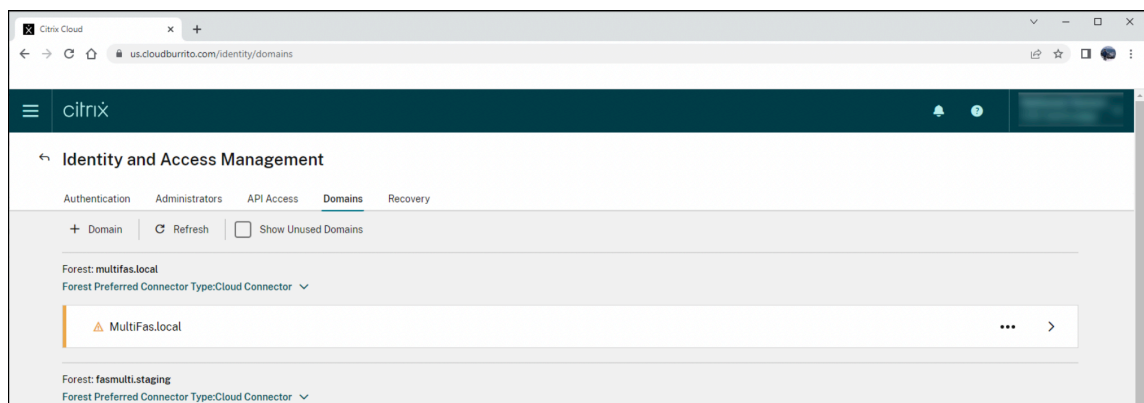 Citrix Cloud
us.cloudburrito.com/identity/domains
citrix
Identity and Access Management
Authentication Administrators API Access Domains Recovery
+ Domain Refresh Show Unused Domains
Forest: multifas.local
Forest Preferred Connector Type:Cloud Connector
MultiFas.local
Forest: fasmulti.staging
Forest Preferred Connector Type:Cloud Connector